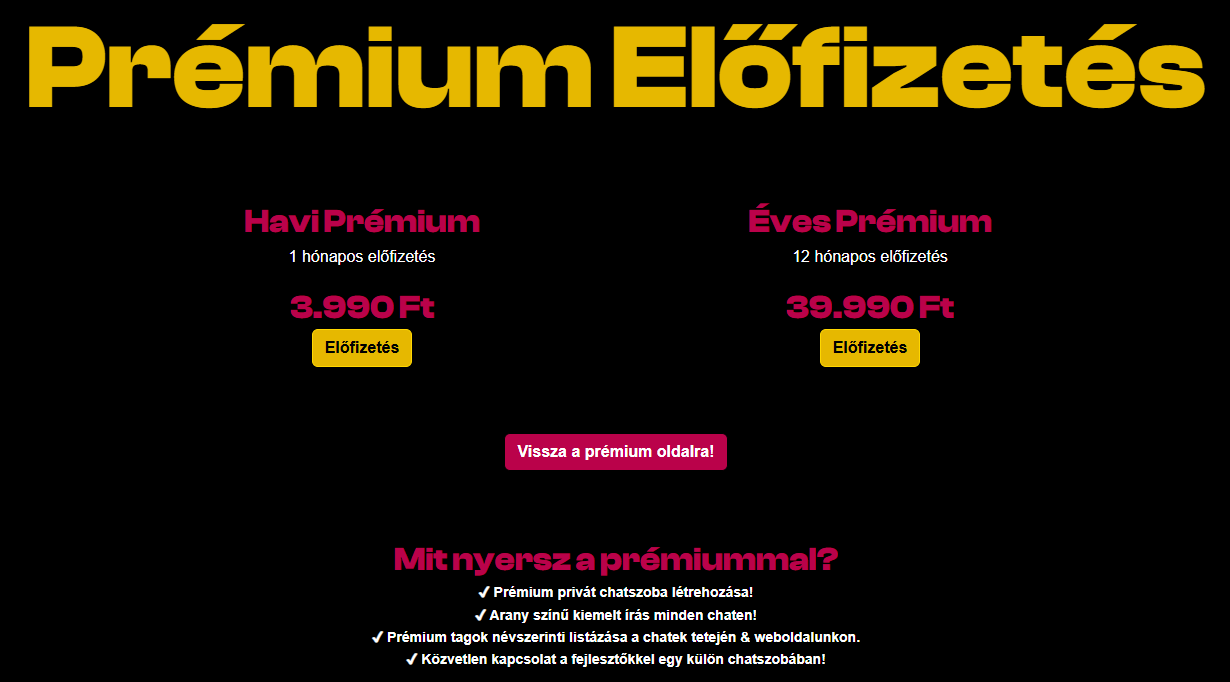 Prémium Előfizetés
Havi Prémium
1 hónapos előfizetés
3.990 Ft
Előfizetés
Éves Prémium
12 hónapos előfizetés
39.990 Ft
Előfizetés
Vissza a prémium oldalra!
Mit nyersz a prémiummal?
✔ Prémium privát chatszoba létrehozása!
✔ Arany színű kiemelt írás minden chaten!
✔ Prémium tagok névszerinti listázása a chatek tetején & weboldalunkon.
✔ Közvetlen kapcsolat a fejlesztőkkel egy külön chatszobában!